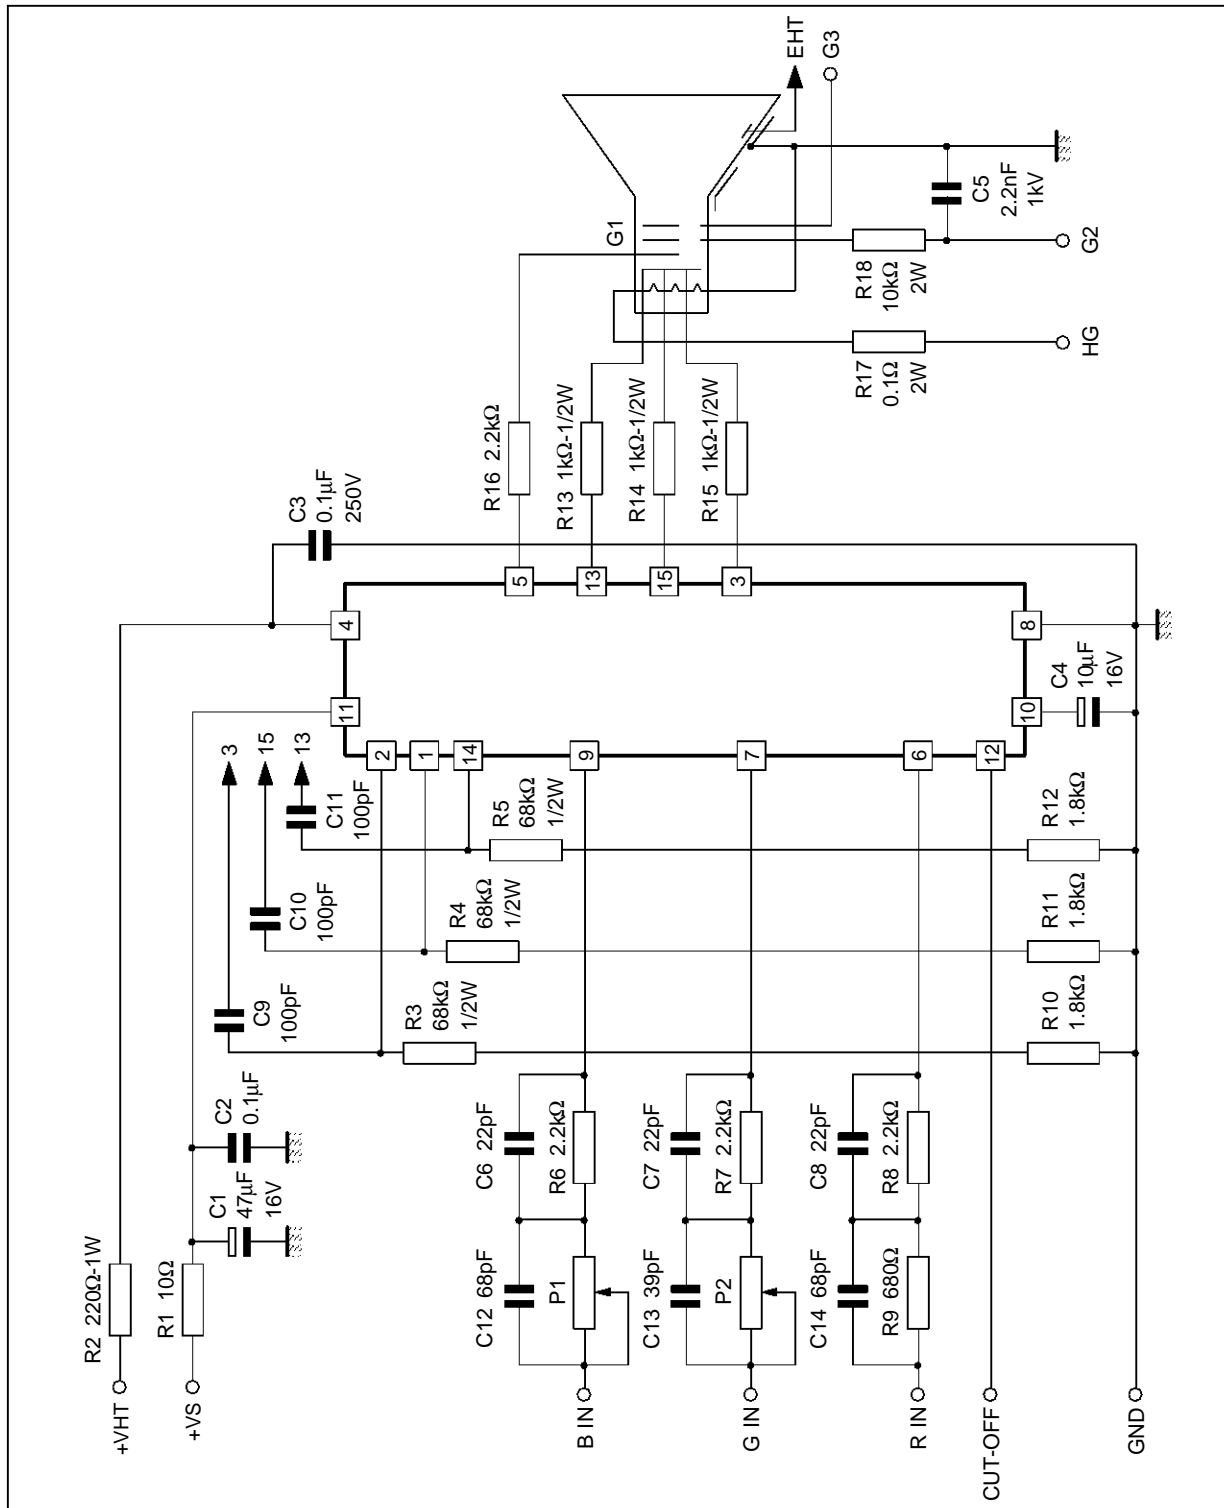 EHT
G3
G1
C5
2.2nF
1kV
R18
10kΩ
2W
G2
R17
0.1Ω
2W
HG
R16 2.2kΩ
R13 1kΩ-1/2W
R14 1kΩ-1/2W
R15 1kΩ-1/2W
C3
0.1µF
250V
5
13
15
3
4
8
11
10
C4
10µF
16V
3
15
13
2
1
14
9
7
6
12
C11
100pF
C10
100pF
C9
100pF
R5
68kΩ
1/2W
R4
68kΩ
1/2W
R3
68kΩ
1/2W
R12
1.8kΩ
R11
1.8kΩ
R10
1.8kΩ
C2
0.1µF
C1
47µF
16V
C6 22pF
R6 2.2kΩ
C7 22pF
R7 2.2kΩ
C8 22pF
R8 2.2kΩ
R2 220Ω-1W
R1 10Ω
C12 68pF
P1
C13 39pF
P2
C14 68pF
R9 680Ω
+VHT
+VS
B IN
G IN
R IN
CUT-OFF
GND